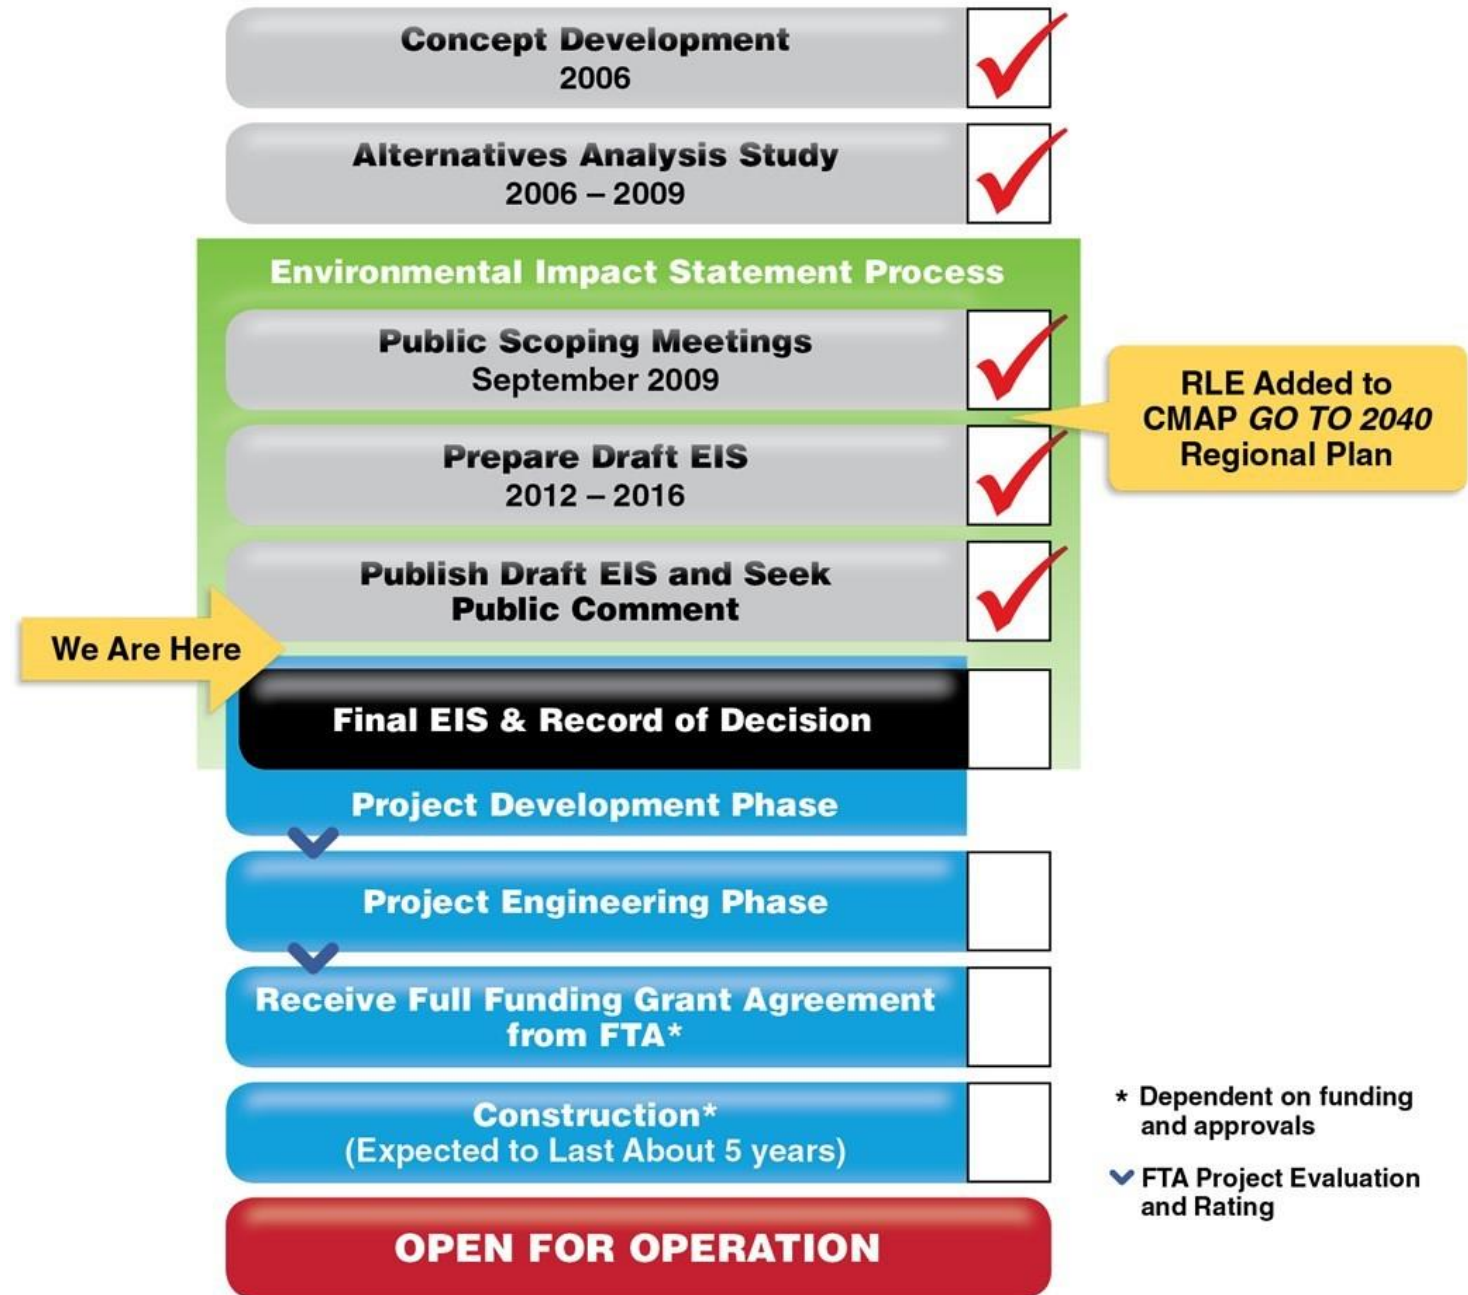 Concept Development
2006
Alternatives Analysis Study
2006 – 2009
Environmental Impact Statement Process
Public Scoping Meetings
September 2009
RLE Added to
CMAP GO TO 2040
Regional Plan
Prepare Draft EIS
2012 – 2016
Publish Draft EIS and Seek
Public Comment
We Are Here
Final EIS & Record of Decision
Project Development Phase
Project Engineering Phase
Receive Full Funding Grant Agreement
from FTA*
Construction*
(Expected to Last About 5 years)
* Dependent on funding
and approvals
FTA Project Evaluation
and Rating
OPEN FOR OPERATION